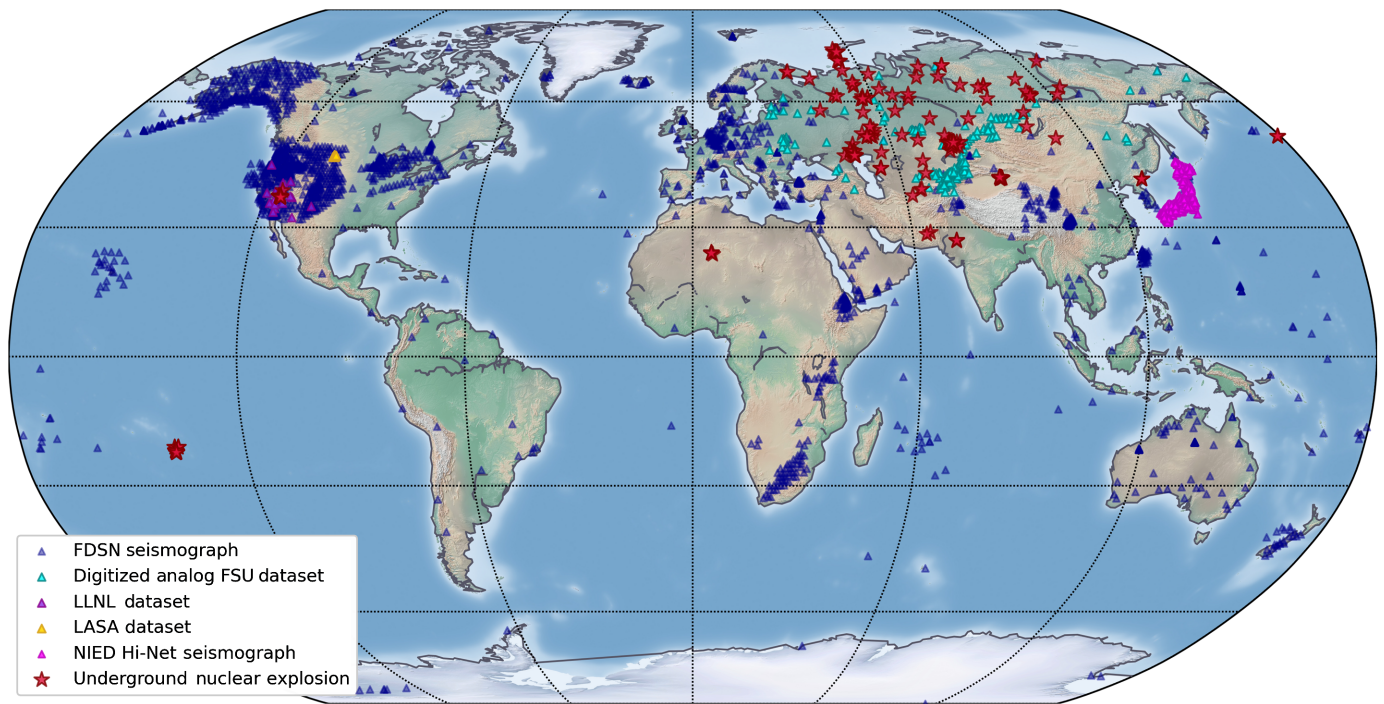 FDSN seismograph
Digitized analog FSU dataset
LLNL dataset
LASA dataset
NIED Hi-Net seismograph
Underground nuclear explosion